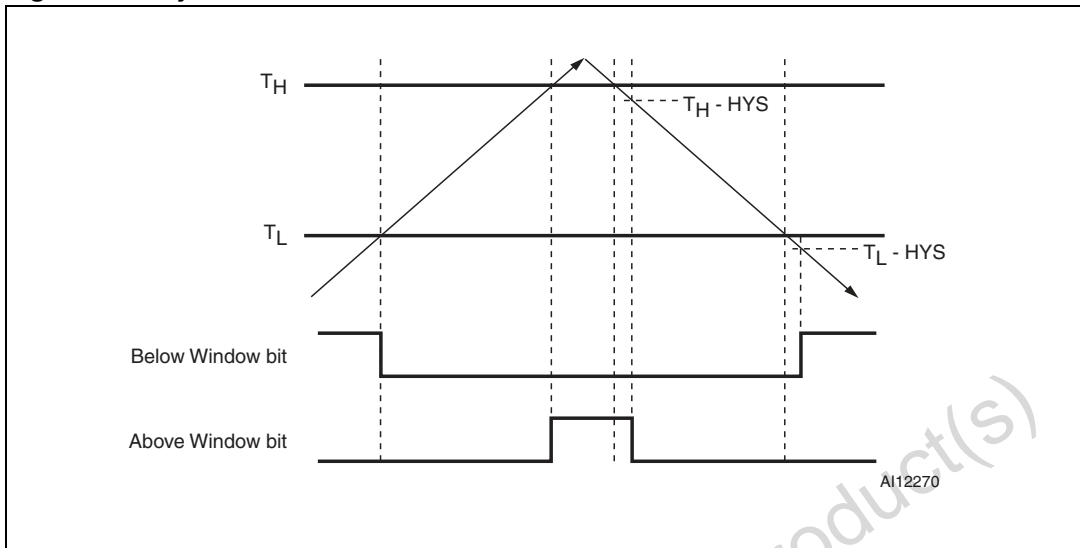 T_H
T_H - HYS
T_L
T_L - HYS
Below Window bit
Above Window bit
AI12270